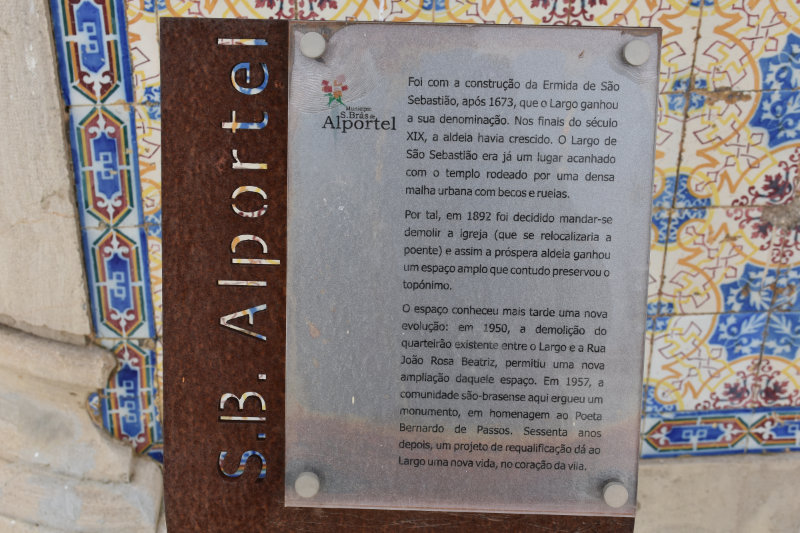 S.B. Alportel
Município
S.Brás de
Alportel
Foi com a construção da Ermida de São
Sebastião, após 1673, que o Largo ganhou
a sua denominação. Nos finais do século
XIX, a aldeia havia crescido. O Largo de
São Sebastião era já um lugar acanhado
com o templo rodeado por uma densa
malha urbana com becos e ruelas.
Por tal, em 1892 foi decidido mandar-se
demolir a igreja (que se relocalizaria a
poente) e assim a próspera aldeia ganhou
um espaço amplo que contudo preservou o
topónimo.
O espaço conheceu mais tarde uma nova
evolução: em 1950, a demolição do
quarteirão existente entre o Largo e a Rua
João Rosa Beatriz, permitiu uma nova
ampliação daquele espaço. Em 1957, a
comunidade são-brasense aqui ergueu um
monumento, em homenagem ao Poeta
Bernardo de Passos. Sessenta anos
depois, um projeto de requalificação dá ao
Largo uma nova vida, no coração da vila.